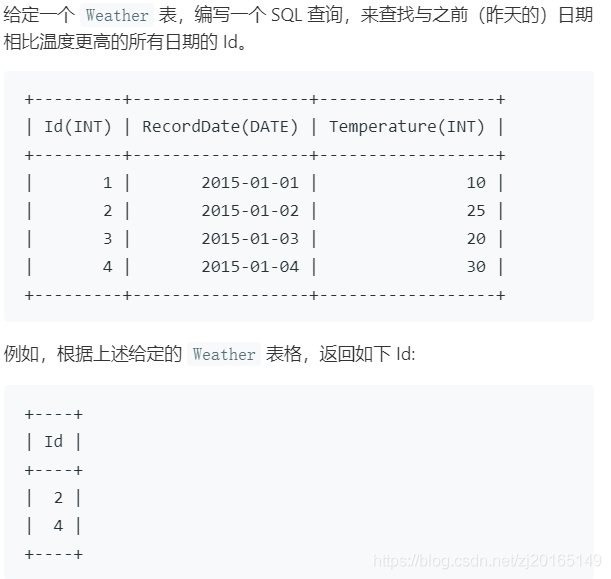 给定一个 Weather 表，编写一个 SQL 查询，来查找与之前（昨天的）日期
相比温度更高的所有日期的 Id。
+---------+------------------+------------------+
| Id(INT) | RecordDate(DATE) | Temperature(INT) |
+---------+------------------+------------------+
|       1 |       2015-01-01 |               10 |
|       2 |       2015-01-02 |               25 |
|       3 |       2015-01-03 |               20 |
|       4 |       2015-01-04 |               30 |
+---------+------------------+------------------+
例如，根据上述给定的 Weather 表格，返回如下 Id:
+----+
| Id |
+----+
|  2 |
|  4 |
+----+
https://blog.csdn.net/zj20165149